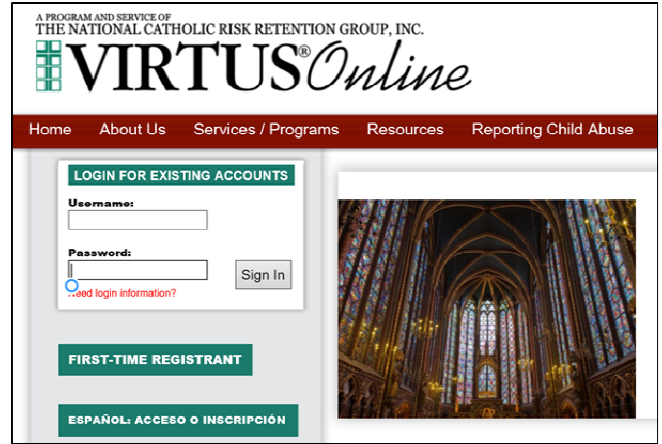 A PROGRAM AND SERVICE OF
THE NATIONAL CATHOLIC RISK RETENTION GROUP, INC.
VIRTUS® Online
Home About Us Services / Programs Resources Reporting Child Abuse
LOGIN FOR EXISTING ACCOUNTS
Username:
Password:
Sign In
Need login information?
FIRST-TIME REGISTRANT
ESPAÑOL: ACCESO O INSCRIPCIÓN